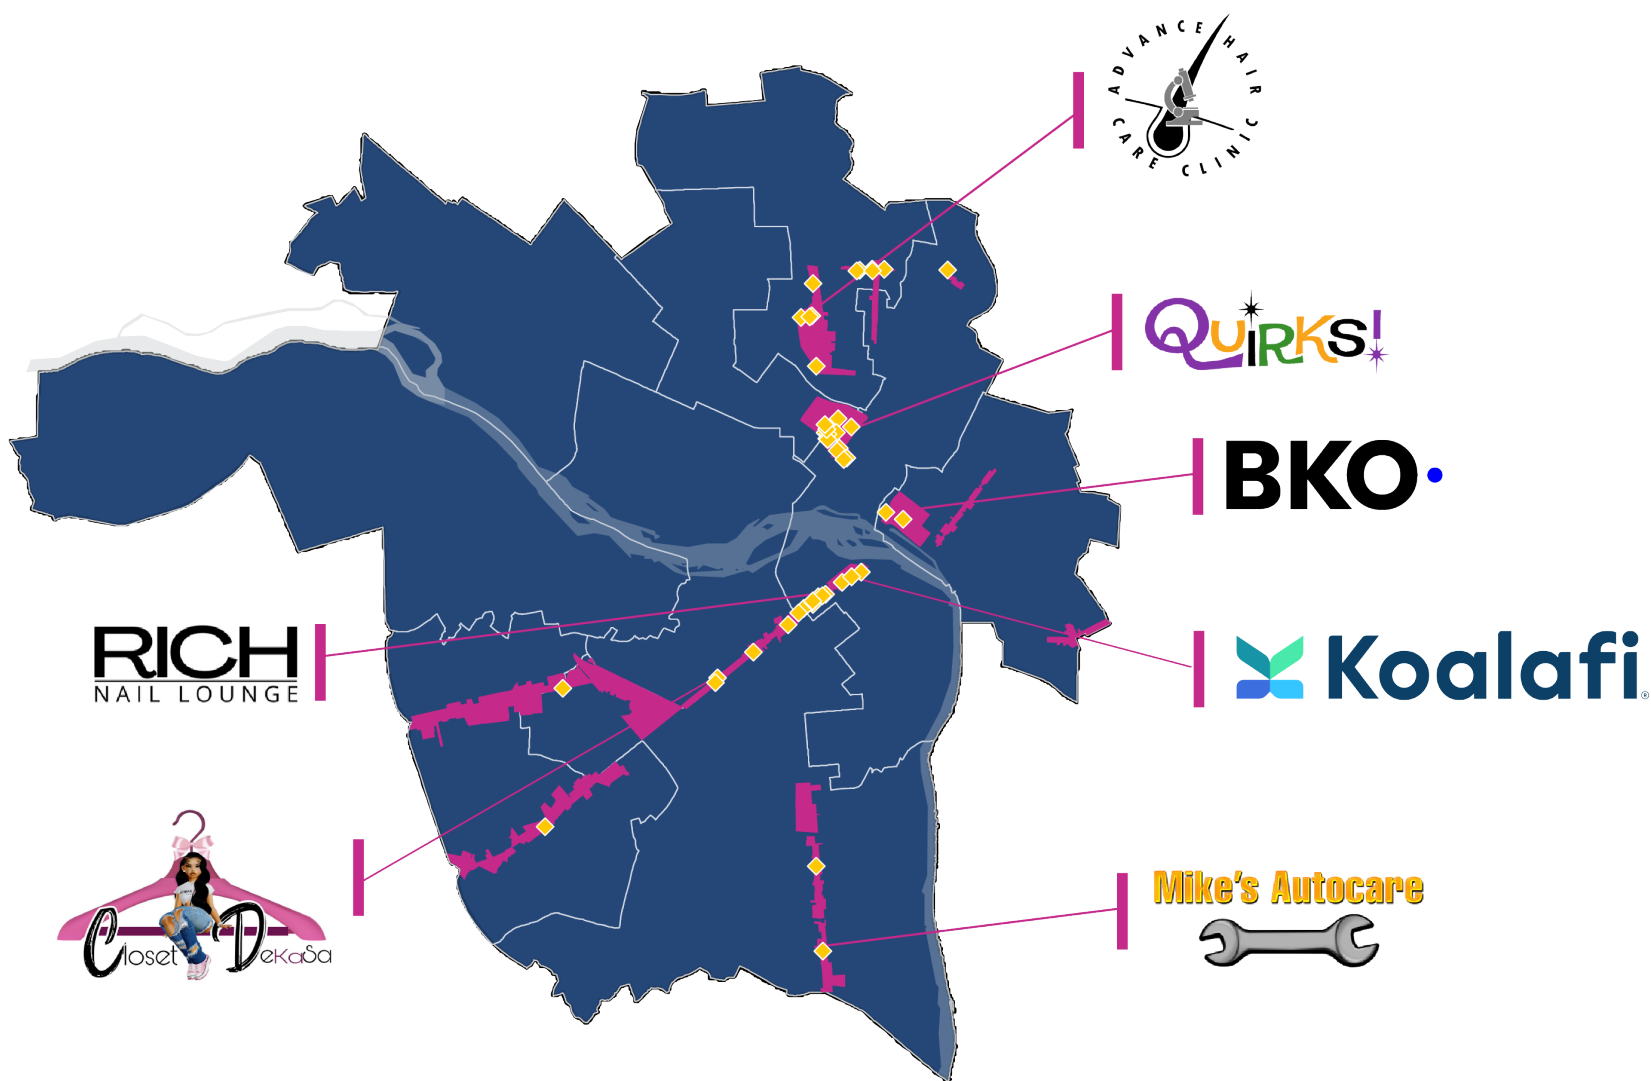 ADVANCE HAIR
CARE CLINIC
QUIRKS!
BKO
RICH
NAIL LOUNGE
Koalafi®
Closet DeKaSa
Mike's Autocare